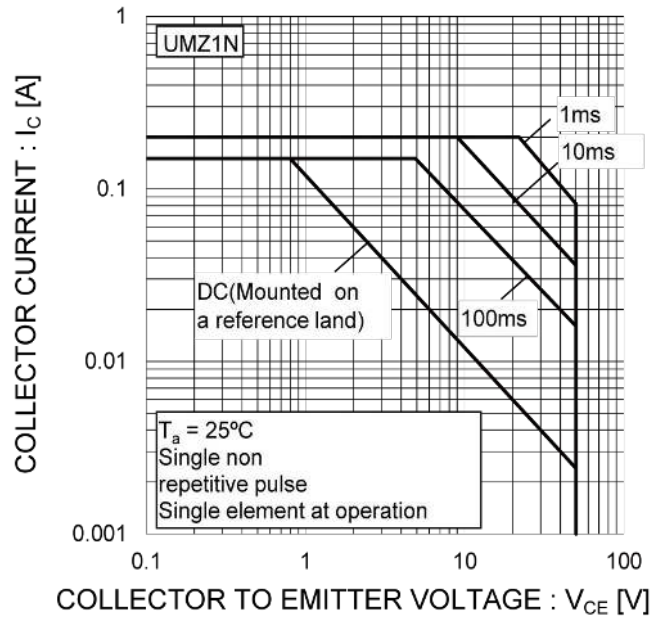 1
UMZ1N
1ms
10ms
0.1
DC(Mounted on
a reference land)
100ms
0.01
Ta = 25ºC
Single non
repetitive pulse
Single element at operation
0.001
0.1 1 10 100
COLLECTOR CURRENT : IC [A]
COLLECTOR TO EMITTER VOLTAGE : VCE [V]